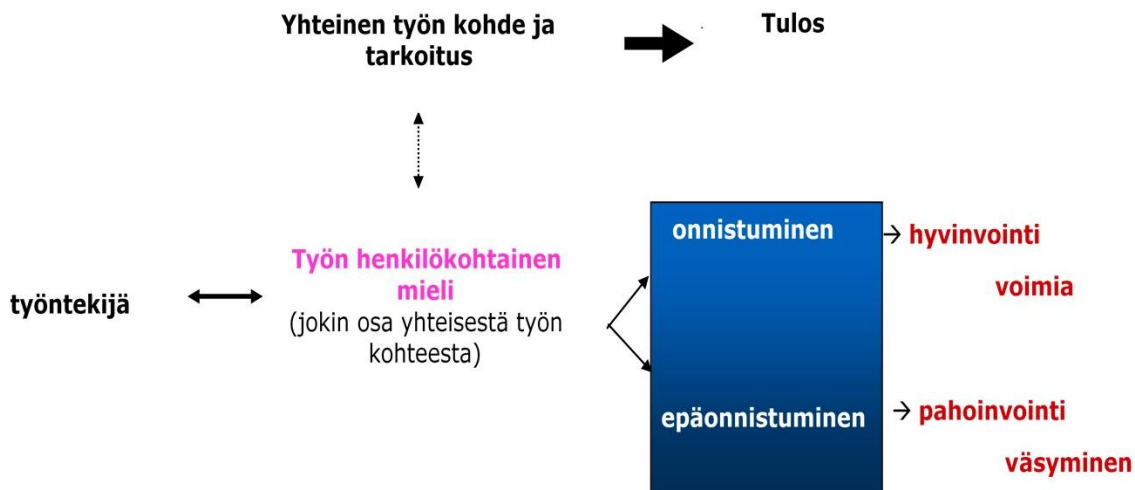 Yhteinen työn kohde ja
tarkoitus
Tulos
onnistuminen
hyvinvointi
voimia
Työn henkilökohtainen
mieli
(jokin osa yhteisestä työn
kohteesta)
työntekijä
epäonnistuminen
pahoinvointi
väsyminen